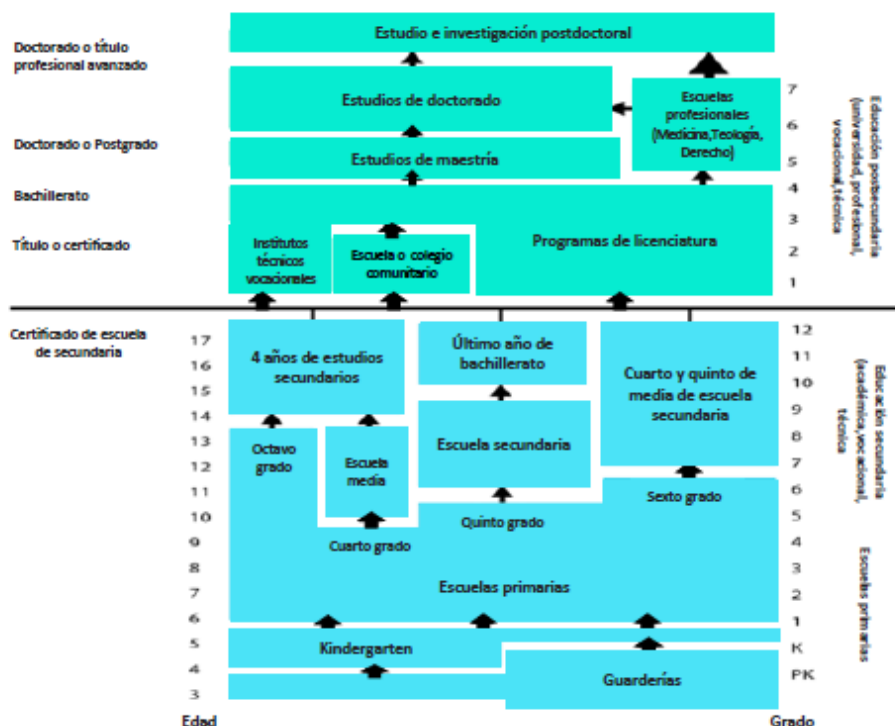 Estudio e investigación postdoctoral
Doctorado o título
profesional avanzado
Estudios de doctorado
Escuelas
profesionales
(Medicina,Teología,
Derecho)
7
6
5
4
3
2
1
Doctorado o Postgrado
Estudios de maestría
Bachillerato
Título o certificado
Institutos
técnicos
vocacionales
Escuela o colegio
comunitario
Programas de licenciatura
Educación postsecundaria
(universidad, profesional,
vocacional,técnica
Certificado de escuela
de secundaria
17
16
15
14
13
12
11
10
9
8
7
6
5
4
3
4 años de estudios
secundarios
Último año de
bachillerato
Cuarto y quinto de
media de escuela
secundaria
Octavo
grado
Escuela
media
Escuela secundaria
Cuarto grado
Quinto grado
Sexto grado
Escuelas primarias
Kindergarten
Guarderías
12
11
10
9
8
7
6
5
4
3
2
1
K
PK
Educación secundaria
(académica,vocacional,
técnica
Escuelas primarias
Edad
Grado